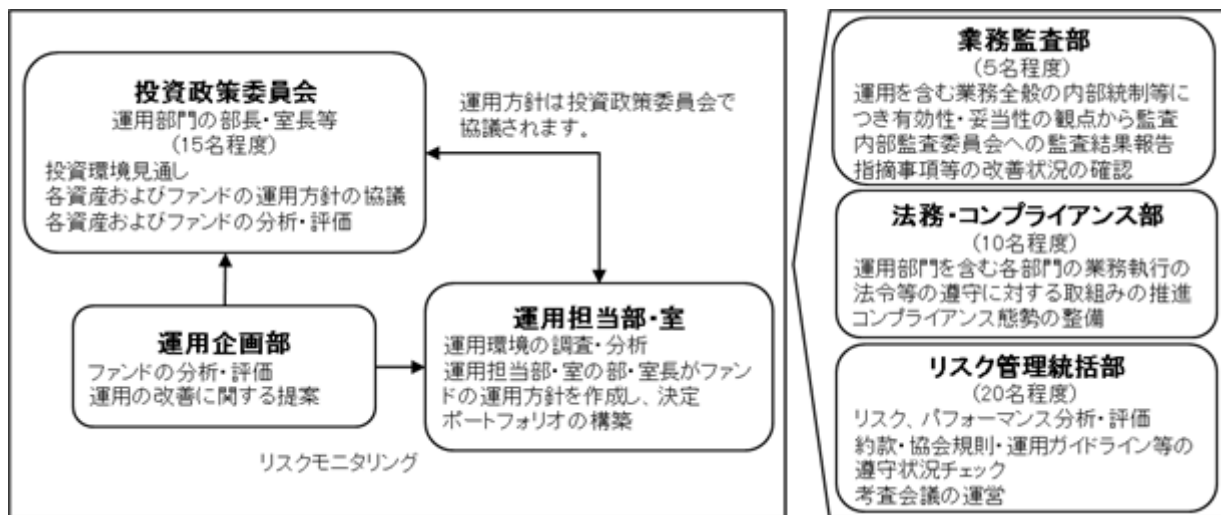 投資政策委員会
運用部門の部長・室長等
(15名程度)
投資環境見通し
各資産およびファンドの運用方針の協議
各資産およびファンドの分析・評価
運用方針は投資政策委員会で
協議されます。
運用企画部
ファンドの分析・評価
運用の改善に関する提案
運用担当部・室
運用環境の調査・分析
運用担当部・室の部・室長がファン
ドの運用方針を作成し、決定
ポートフォリオの構築
リスクモニタリング
業務監査部
(5名程度)
運用を含む業務全般の内部統制等に
つき有効性・妥当性の観点から監査
内部監査委員会への監査結果報告
指摘事項等の改善状況の確認
法務・コンプライアンス部
(10名程度)
運用部門を含む各部門の業務執行の
法令等の遵守に対する取組みの推進
コンプライアンス態勢の整備
リスク管理統括部
(20名程度)
リスク、パフォーマンス分析・評価
約款・協会規則・運用ガイドライン等の
遵守状況チェック
考査会議の運営